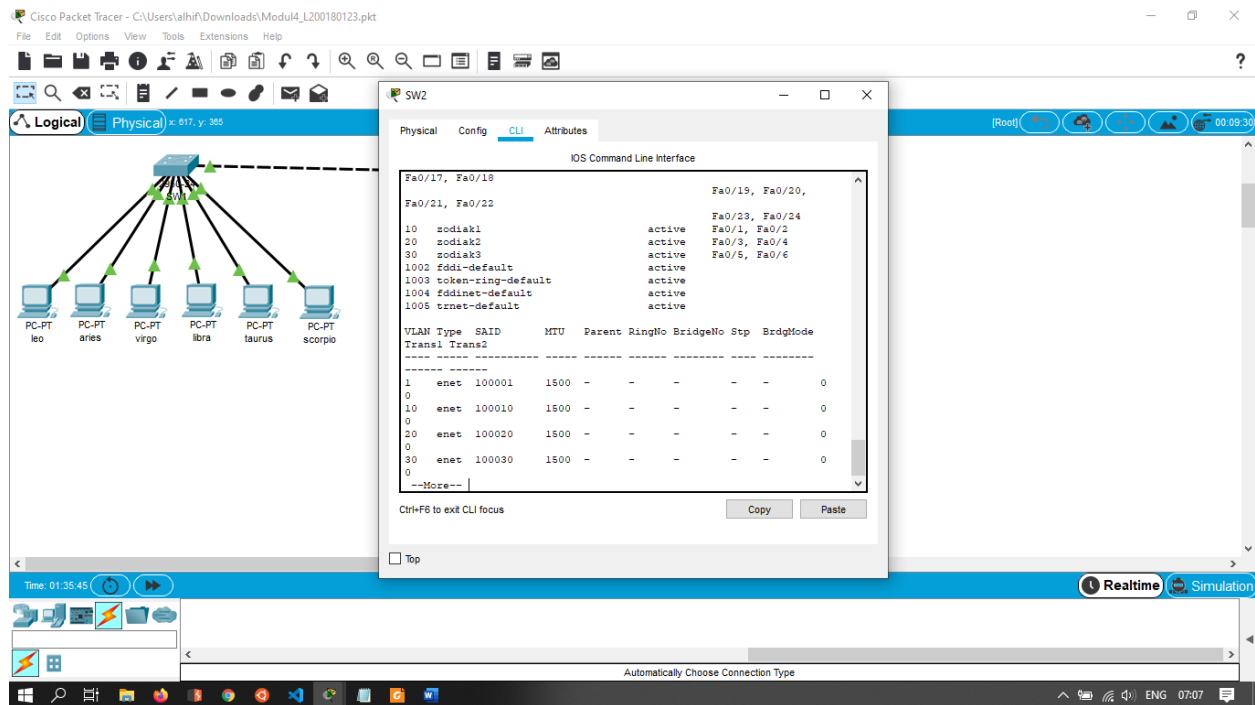 Cisco Packet Tracer - C:\Users\alhif\Downloads\Modul4_L200180123.pkt
File Edit Options View Tools Extensions Help
?
Logical Physical x: 617, y: 365
[Root] 00:09:30
SW1
PC-PT leo
PC-PT aries
PC-PT virgo
PC-PT libra
PC-PT taurus
PC-PT scorpio
SW2
Physical Config CLI Attributes
IOS Command Line Interface
Fa0/17, Fa0/18
Fa0/19, Fa0/20,
Fa0/21, Fa0/22
Fa0/23, Fa0/24
10 zodiak1 active Fa0/1, Fa0/2
20 zodiak2 active Fa0/3, Fa0/4
30 zodiak3 active Fa0/5, Fa0/6
1002 fddi-default active
1003 token-ring-default active
1004 fddinet-default active
1005 trnet-default active
VLAN Type SAID MTU Parent RingNo BridgeNo Stp BrdgMode
Trans1 Trans2
---- ----- ---------- ----- ------ ------ -------- ---- --------
------ ------
1 enet 100001 1500 - - - - - 0
0
10 enet 100010 1500 - - - - - 0
0
20 enet 100020 1500 - - - - - 0
0
30 enet 100030 1500 - - - - - 0
0
--More--
Ctrl+F6 to exit CLI focus
Copy Paste
Top
Time: 01:35:45
Realtime Simulation
Automatically Choose Connection Type
ENG 07:07